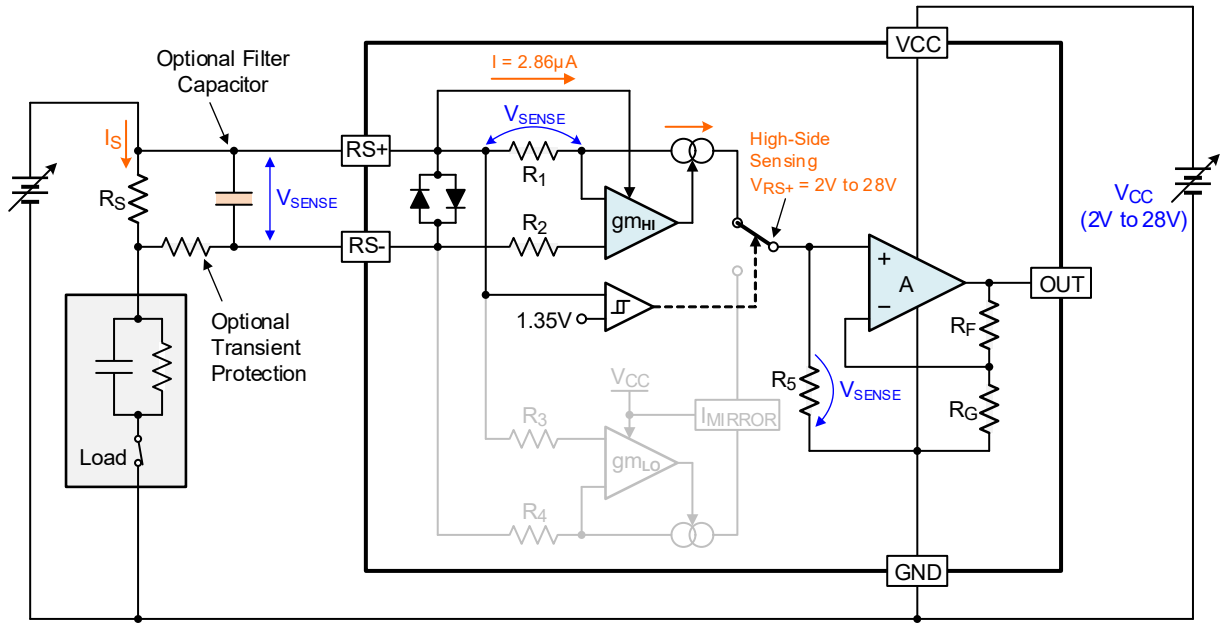 VCC
Optional Filter
Capacitor
I = 2.86µA
VSENSE
IS
RS+
R1
High-Side
Sensing
VRS+ = 2V to 28V
RS
VSENSE
gmHI
R2
RS-
VCC
(2V to 28V)
+
A
−
OUT
1.35V
RF
Optional
Transient
Protection
VCC
R5
VSENSE
RG
IMIRROR
R3
gmLO
Load
R4
GND